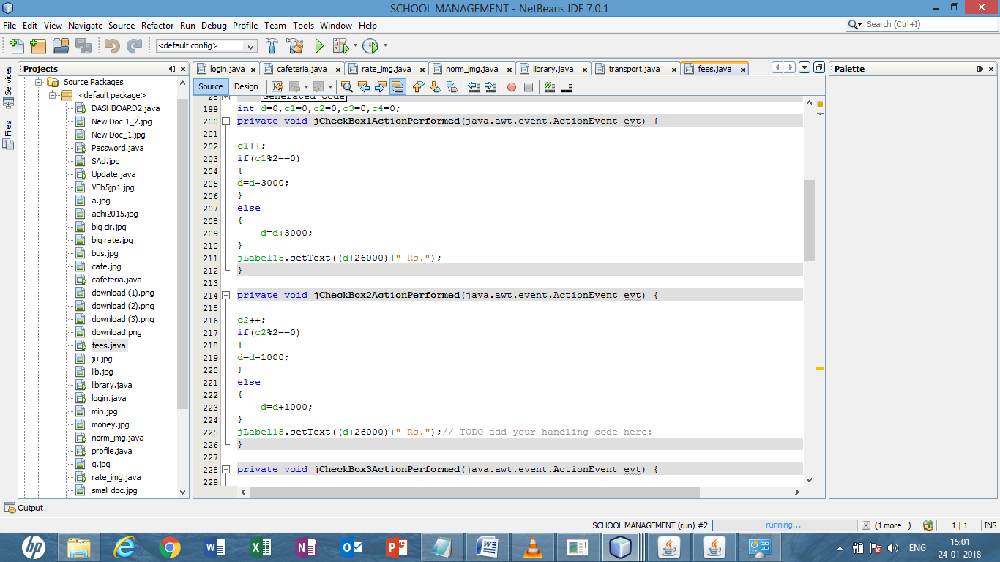 SCHOOL MANAGEMENT - NetBeans IDE 7.0.1
File Edit View Navigate Source Refactor Run Debug Profile Team Tools Window Help
Search (Ctrl+I)
<default config>
Services
Files
Projects
Source Packages
<default package>
DASHBOARD2.java
New Doc 1_2.jpg
New Doc_1.jpg
Password.java
SAd.jpg
Update.java
VFb5jp1.jpg
a.jpg
aehi2015.jpg
big cir.jpg
big rate.jpg
bus.jpg
cafe.jpg
cafeteria.java
download (1).png
download (2).png
download (3).png
download.png
fees.java
ju.jpg
lib.jpg
library.java
login.java
min.jpg
money.jpg
norm_img.java
profile.java
q.jpg
rate_img.java
small doc.jpg
login.java cafeteria.java rate_img.java norm_img.java library.java transport.java fees.java
Source Design
28 Generated Code
199 int d=0,c1=0,c2=0,c3=0,c4=0;
200 private void jCheckBox1ActionPerformed(java.awt.event.ActionEvent evt) {
201
202 c1++;
203 if(c1%2==0)
204 {
205 d=d-3000;
206 }
207 else
208 {
209 d=d+3000;
210 }
211 jLabel15.setText((d+26000)+" Rs.");
212 }
213
214 private void jCheckBox2ActionPerformed(java.awt.event.ActionEvent evt) {
215
216 c2++;
217 if(c2%2==0)
218 {
219 d=d-1000;
220 }
221 else
222 {
223 d=d+1000;
224 }
225 jLabel15.setText((d+26000)+" Rs.");// TODO add your handling code here:
226 }
227
228 private void jCheckBox3ActionPerformed(java.awt.event.ActionEvent evt) {
229
Palette
Output
SCHOOL MANAGEMENT (run) #2 running... (1 more...) 1 | 1 INS
ENG
15:01
24-01-2018